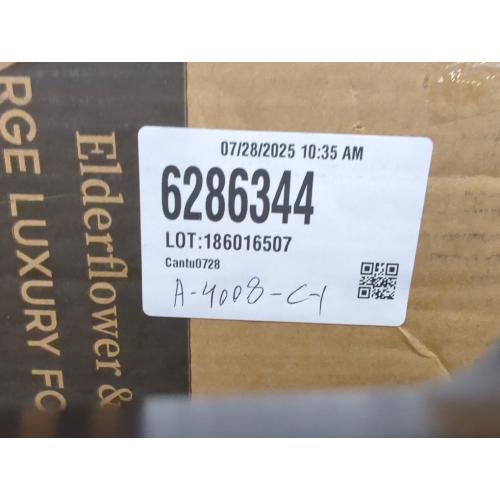 07/28/2025 10:35 AM
6286344
LOT:186016507
Cantu0728
A-4008-C-1
Elderflower &
RGE LUXURY FO